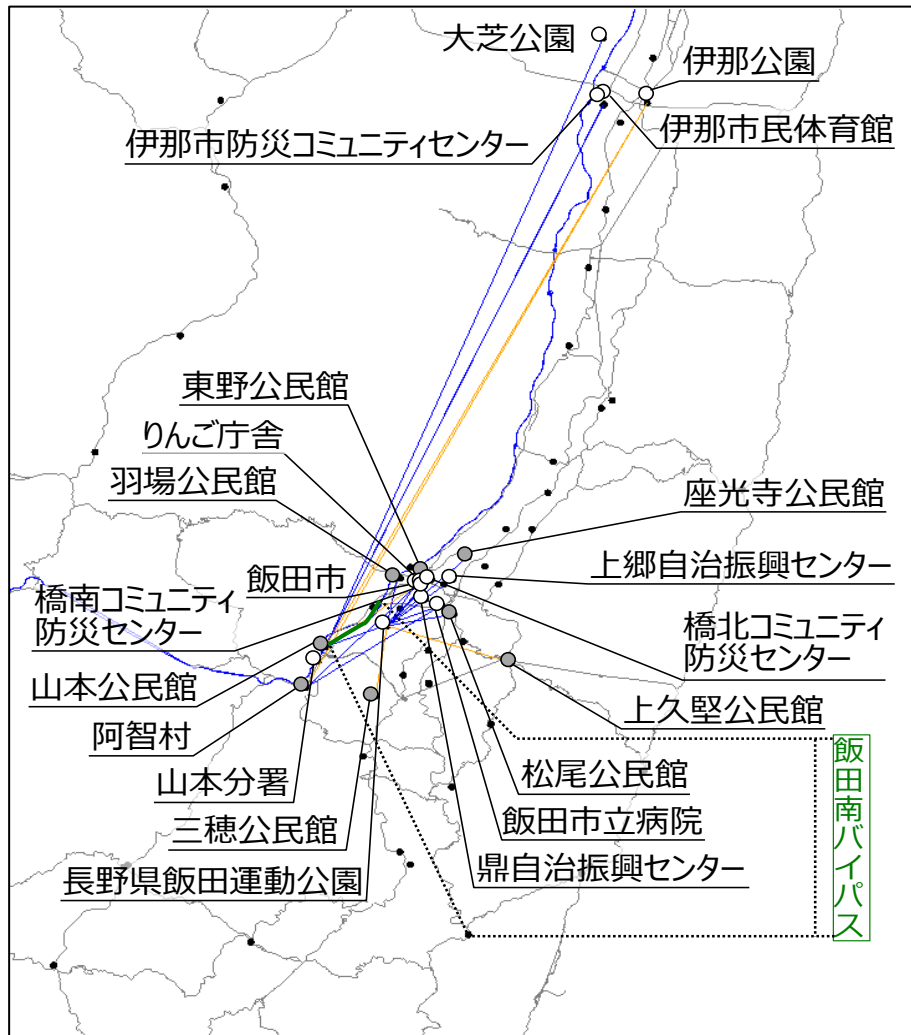 大芝公園
伊那公園
伊那市防災コミュニティセンター
伊那市民体育館
東野公民館
りんご庁舎
羽場公民館
座光寺公民館
飯田市
上郷自治振興センター
橋南コミュニティ
防災センター
橋北コミュニティ
防災センター
山本公民館
上久堅公民館
阿智村
飯田南バイパス
山本分署
松尾公民館
三穂公民館
飯田市立病院
長野県飯田運動公園
鼎自治振興センター